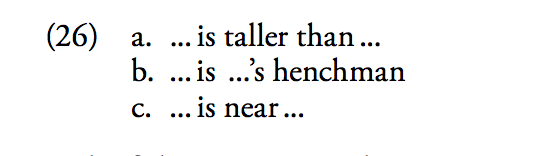 (26) a. ... is taller than ...
b. ... is ...'s henchman
c. ... is near ...